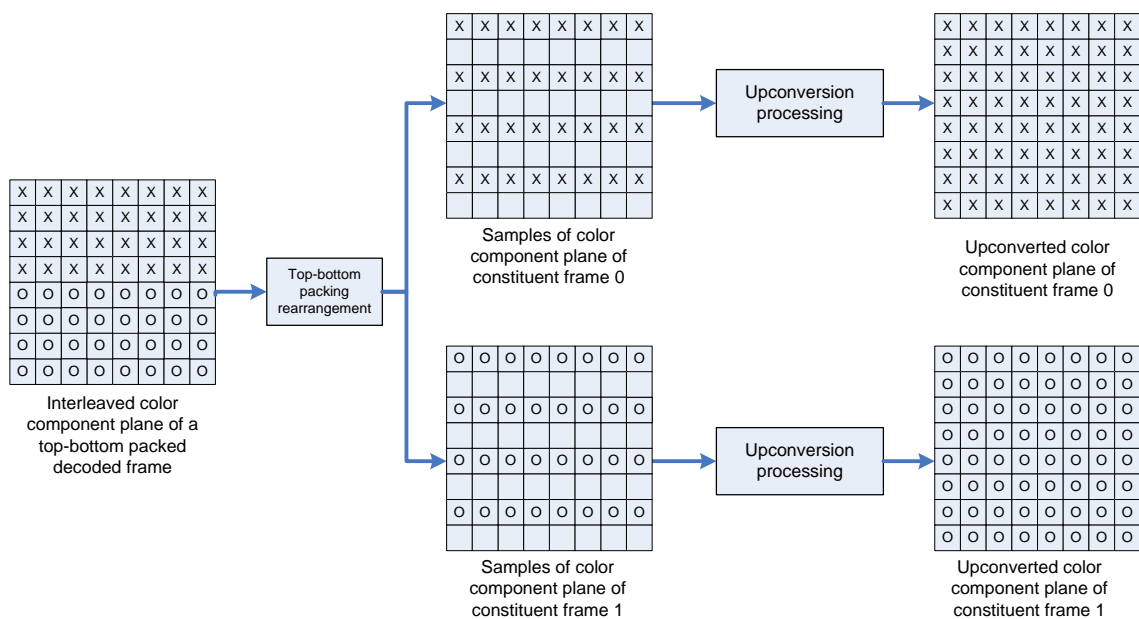 X X X X X X X X
X X X X X X X X
X X X X X X X X
X X X X X X X X
O O O O O O O O
O O O O O O O O
O O O O O O O O
O O O O O O O O
Interleaved color
component plane of a
top-bottom packed
decoded frame
Top-bottom
packing
rearrangement
X X X X X X X X
X X X X X X X X
X X X X X X X X
X X X X X X X X
Samples of color
component plane of
constituent frame 0
Upconversion
processing
X X X X X X X X
X X X X X X X X
X X X X X X X X
X X X X X X X X
X X X X X X X X
X X X X X X X X
X X X X X X X X
X X X X X X X X
Upconverted color
component plane of
constituent frame 0
O O O O O O O O
O O O O O O O O
O O O O O O O O
O O O O O O O O
Samples of color
component plane of
constituent frame 1
Upconversion
processing
O O O O O O O O
O O O O O O O O
O O O O O O O O
O O O O O O O O
O O O O O O O O
O O O O O O O O
O O O O O O O O
O O O O O O O O
Upconverted color
component plane of
constituent frame 1